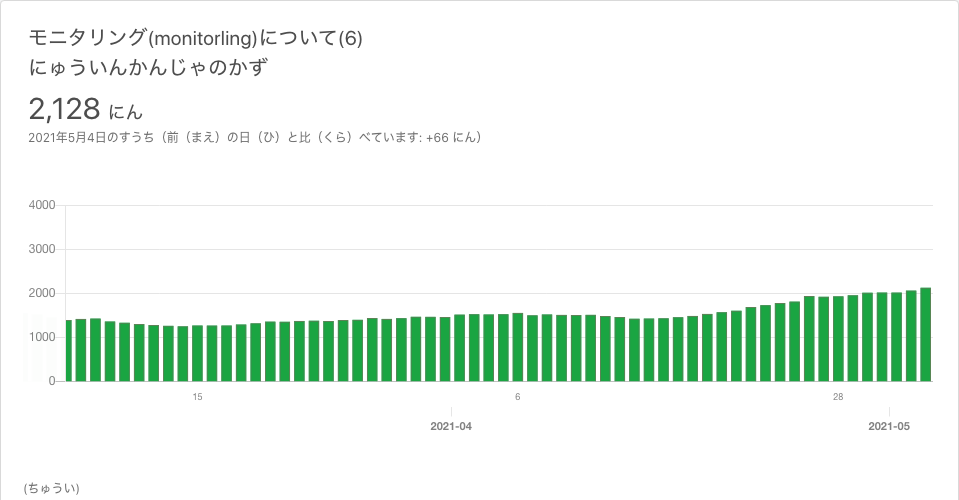 モニタリング(monitorling)について(6)
にゅういんかんじゃのかず
2,128 にん
2021年5月4日のすうち（前（まえ）の日（ひ）と比（くら）べています: +66 にん）
4000
3000
2000
1000
0
15
6
28
2021-04
2021-05
(ちゅうい)